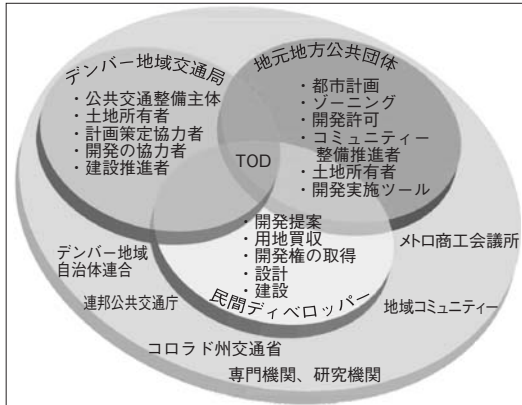 デンバー地域交通局
・公共交通整備主体
・土地所有者
・計画策定協力者
・開発の協力者
・建設推進者
地元地方公共団体
・都市計画
・ゾーニング
・開発許可
・コミュニティー
整備推進者
・土地所有者
・開発実施ツール
TOD
・開発提案
・用地買収
・開発権の取得
・設計
・建設
民間ディベロッパー
デンバー地域
自治体連合
連邦公共交通庁
コロラド州交通省
専門機関、研究機関
メトロ商工会議所
地域コミュニティー